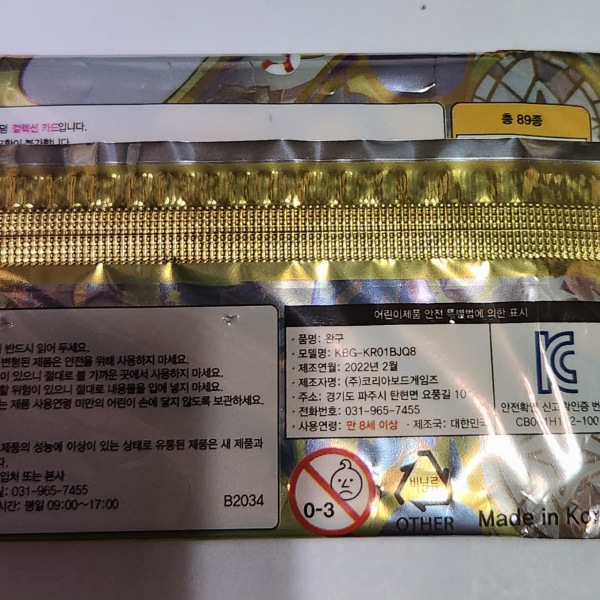 컬렉션 카드입니다.
총 89종
어린이제품 안전 특별법에 의한 표시
· 품명: 완구
· 모델명: KBG-KR01BJQ8
· 제조연월: 2022년 2월
· 제조자명: (주)코리아보드게임즈
· 주소: 경기도 파주시 탄현면 요풍길 10
· 전화번호: 031-965-7455
· 사용연령: 만 8세 이상 · 제조국: 대한민국
안전확인 신고확인증 번
반드시 읽어 두세요.
변형된 제품은 안전을 위해 사용하지 마세요.
있으니 절대로 불 가까운 곳에서 사용하지 마세요.
할 위험이 있으니 절대로 내용물을 입에 넣지 마세요.
제품 사용연령 미만의 어린이 손에 닿지 않도록 보관하세요.
제품의 성능에 이상이 있는 상태로 유통된 제품은 새 제품과
입처 또는 본사
: 031-965-7455
시간: 평일 09:00~17:00
B2034
0-3
비닐류
OTHER
Made in Ko